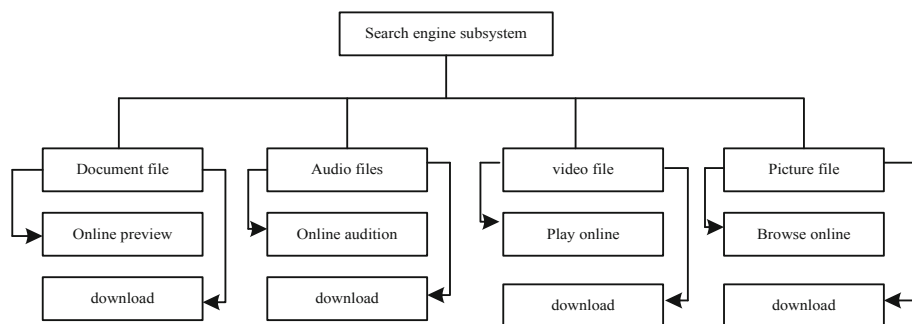 Search engine subsystem
Document file
Audio files
video file
Picture file
Online preview
Online audition
Play online
Browse online
download
download
download
download